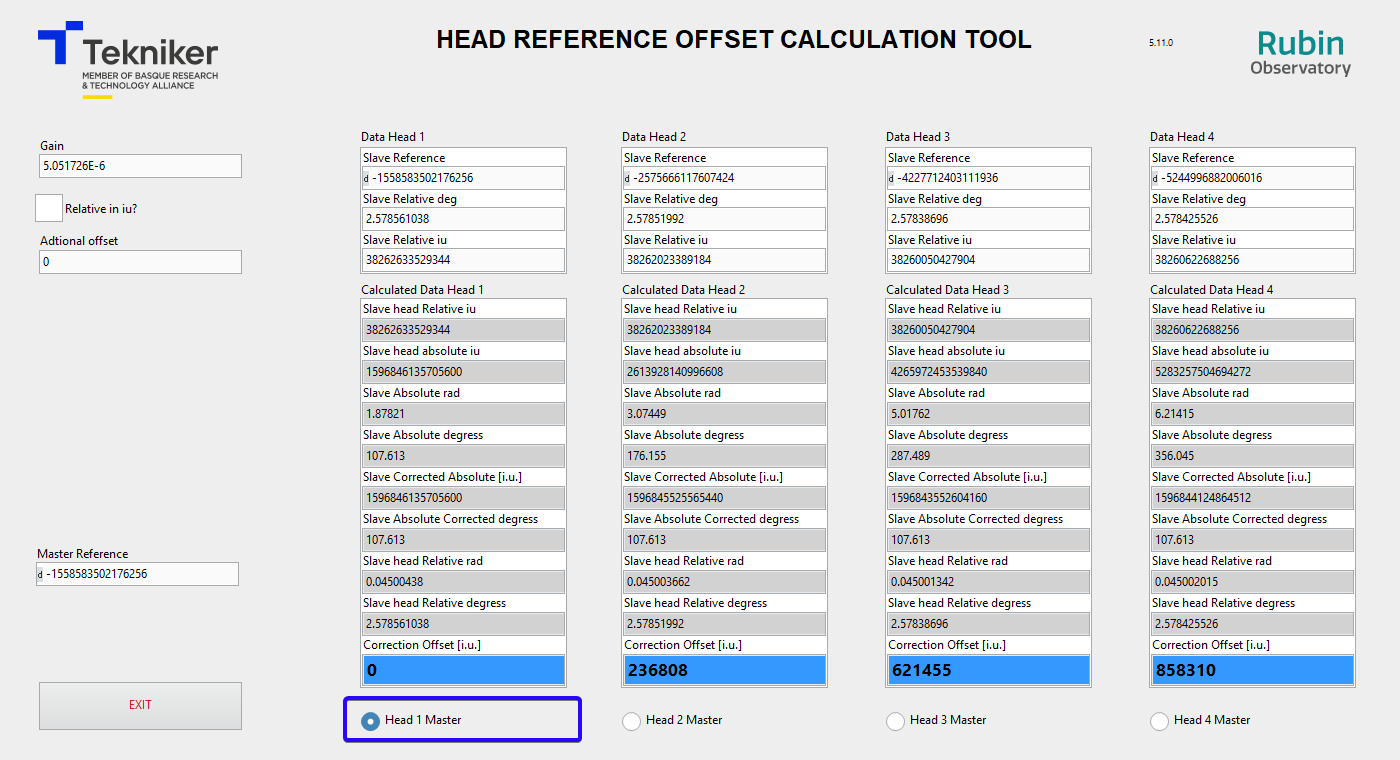 Tekniker
MEMBER OF BASQUE RESEARCH
& TECHNOLOGY ALLIANCE
HEAD REFERENCE OFFSET CALCULATION TOOL
5.11.0
Rubin
Observatory
Gain
5.051726E-6
Relative in iu?
Adtional offset
0
Master Reference
d -1558583502176256
EXIT
Data Head 1
Slave Reference
d -1558583502176256
Slave Relative deg
2.578561038
Slave Relative iu
38262633529344
Calculated Data Head 1
Slave head Relative iu
38262633529344
Slave head absolute iu
1596846135705600
Slave Absolute rad
1.87821
Slave Absolute degress
107.613
Slave Corrected Absolute [i.u.]
1596846135705600
Slave Absolute Corrected degress
107.613
Slave head Relative rad
0.04500438
Slave head Relative degress
2.578561038
Correction Offset [i.u.]
0
Head 1 Master
Data Head 2
Slave Reference
d -2575666117607424
Slave Relative deg
2.57851992
Slave Relative iu
38262023389184
Calculated Data Head 2
Slave head Relative iu
38262023389184
Slave head absolute iu
2613928140996608
Slave Absolute rad
3.07449
Slave Absolute degress
176.155
Slave Corrected Absolute [i.u.]
1596845525565440
Slave Absolute Corrected degress
107.613
Slave head Relative rad
0.045003662
Slave head Relative degress
2.57851992
Correction Offset [i.u.]
236808
Head 2 Master
Data Head 3
Slave Reference
d -4227712403111936
Slave Relative deg
2.57838696
Slave Relative iu
38260050427904
Calculated Data Head 3
Slave head Relative iu
38260050427904
Slave head absolute iu
4265972453539840
Slave Absolute rad
5.01762
Slave Absolute degress
287.489
Slave Corrected Absolute [i.u.]
1596843552604160
Slave Absolute Corrected degress
107.613
Slave head Relative rad
0.045001342
Slave head Relative degress
2.57838696
Correction Offset [i.u.]
621455
Head 3 Master
Data Head 4
Slave Reference
d -5244996882006016
Slave Relative deg
2.578425526
Slave Relative iu
38260622688256
Calculated Data Head 4
Slave head Relative iu
38260622688256
Slave head absolute iu
5283257504694272
Slave Absolute rad
6.21415
Slave Absolute degress
356.045
Slave Corrected Absolute [i.u.]
1596844124864512
Slave Absolute Corrected degress
107.613
Slave head Relative rad
0.045002015
Slave head Relative degress
2.578425526
Correction Offset [i.u.]
858310
Head 4 Master